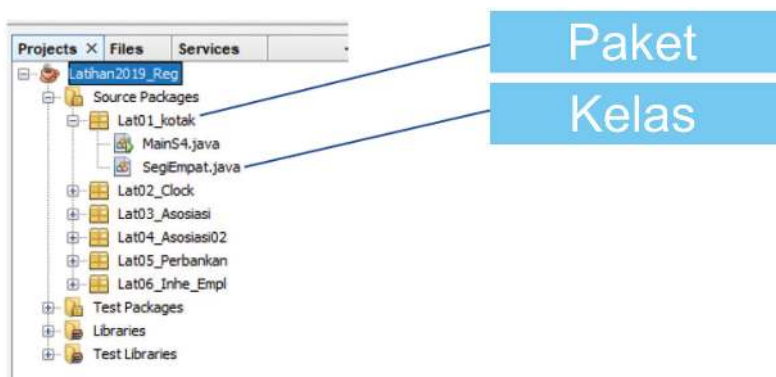 Projects × Files Services
Latihan2019_Reg
Source Packages
Lat01_kotak
MainS4.java
SegiEmpat.java
Lat02_Clock
Lat03_Asosiasi
Lat04_Asosiasi02
Lat05_Perbankan
Lat06_Inhe_Empl
Test Packages
Libraries
Test Libraries
Paket
Kelas